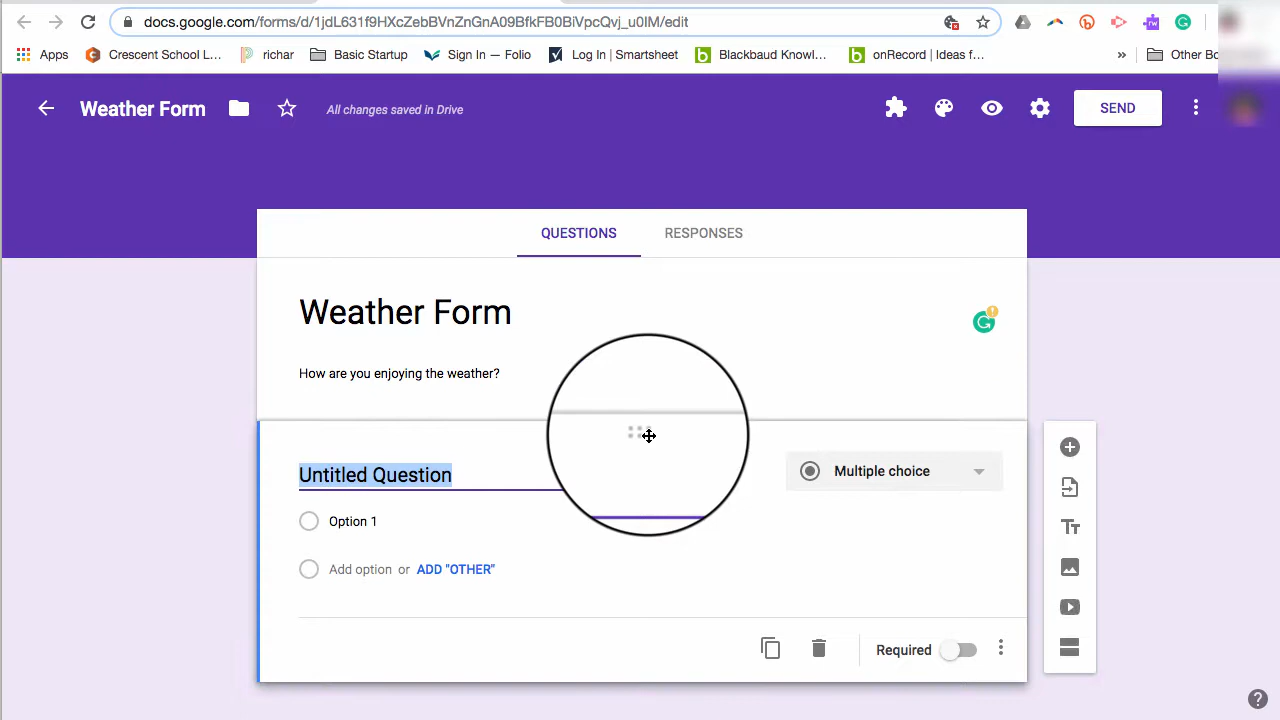 docs.google.com/forms/d/1jdL631f9HXcZebBVnZnGnA09BfkFB0BiVpcQvj_u0lM/edit
Apps Crescent School L... richar Basic Startup Sign In — Folio Log In | Smartsheet Blackbaud Knowl... onRecord | Ideas f... » Other Bo
Weather Form All changes saved in Drive SEND
QUESTIONS RESPONSES
Weather Form
How are you enjoying the weather?
Untitled Question Multiple choice
Option 1
Add option or ADD "OTHER"
Required